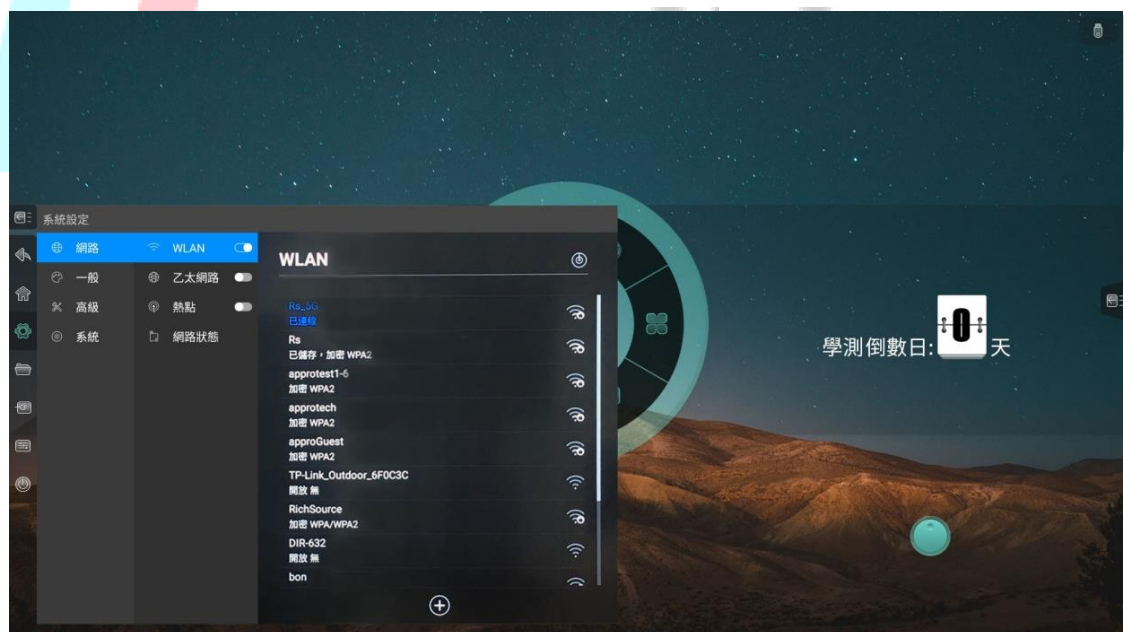 系統設定
網路
一般
高級
系統
WLAN
乙太網路
熱點
網路狀態
WLAN
Rs_5G
已連線
Rs
已儲存，加密 WPA2
approtest1-6
加密 WPA2
approtech
加密 WPA2
approGuest
加密 WPA2
TP-Link_Outdoor_6F0C3C
開放 無
RichSource
加密 WPA/WPA2
DIR-632
開放 無
bon
學測倒數日: 0 天